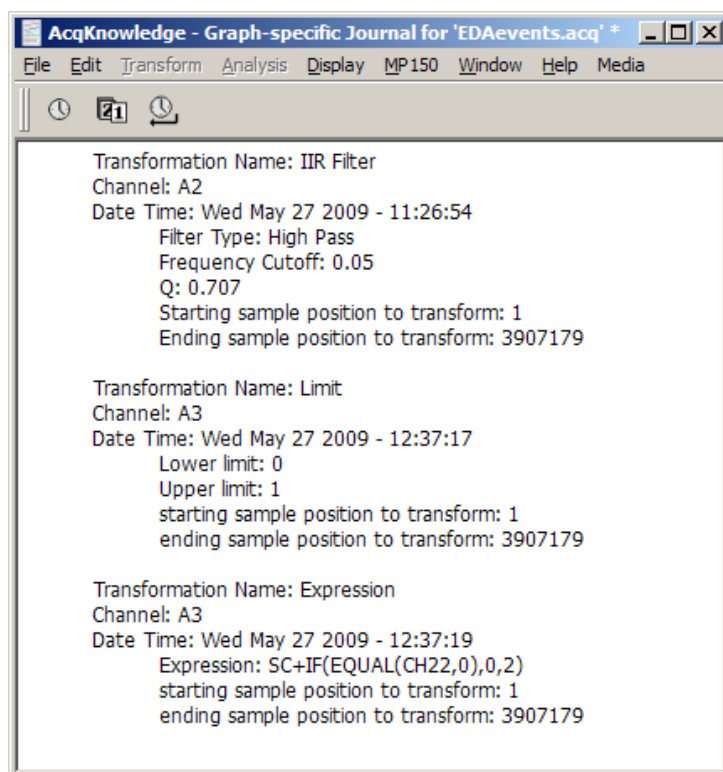 AcqKnowledge - Graph-specific Journal for 'EDAevents.acq' *
File Edit Transform Analysis Display MP150 Window Help Media
Transformation Name: IIR Filter
Channel: A2
Date Time: Wed May 27 2009 - 11:26:54
Filter Type: High Pass
Frequency Cutoff: 0.05
Q: 0.707
Starting sample position to transform: 1
Ending sample position to transform: 3907179
Transformation Name: Limit
Channel: A3
Date Time: Wed May 27 2009 - 12:37:17
Lower limit: 0
Upper limit: 1
starting sample position to transform: 1
ending sample position to transform: 3907179
Transformation Name: Expression
Channel: A3
Date Time: Wed May 27 2009 - 12:37:19
Expression: SC+IF(EQUAL(CH22,0),0,2)
starting sample position to transform: 1
ending sample position to transform: 3907179